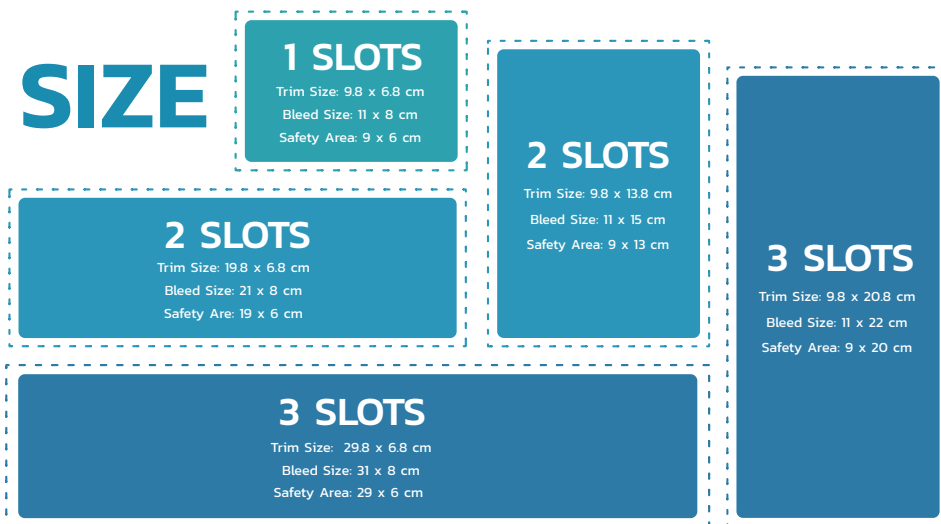 SIZE
1 SLOTS
Trim Size: 9.8 x 6.8 cm
Bleed Size: 11 x 8 cm
Safety Area: 9 x 6 cm
2 SLOTS
Trim Size: 19.8 x 6.8 cm
Bleed Size: 21 x 8 cm
Safety Are: 19 x 6 cm
2 SLOTS
Trim Size: 9.8 x 13.8 cm
Bleed Size: 11 x 15 cm
Safety Area: 9 x 13 cm
3 SLOTS
Trim Size: 9.8 x 20.8 cm
Bleed Size: 11 x 22 cm
Safety Area: 9 x 20 cm
3 SLOTS
Trim Size: 29.8 x 6.8 cm
Bleed Size: 31 x 8 cm
Safety Area: 29 x 6 cm